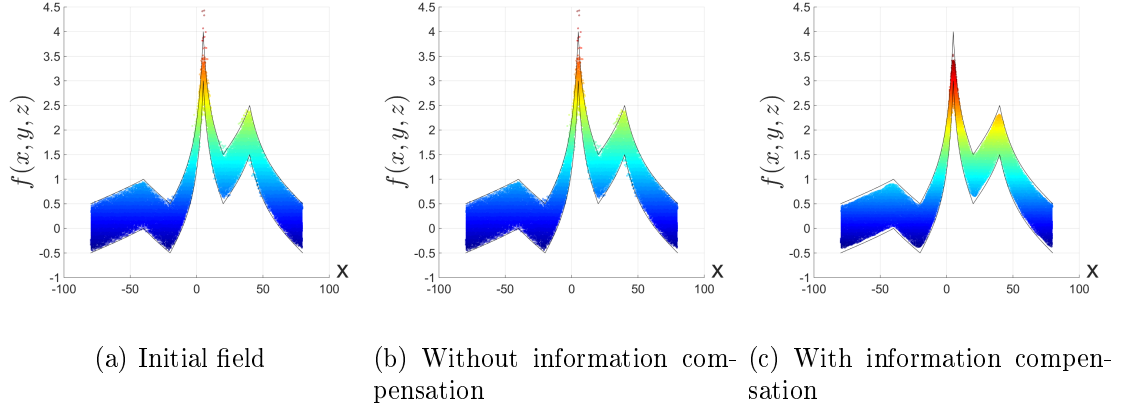 4.5 4.5 4.5
4 4 4
3.5 3.5 3.5
3 3 3
2.5 2.5 2.5
2 2 2
1.5 1.5 1.5
1 1 1
0.5 0.5 0.5
0 0 0
-0.5 -0.5 -0.5
-1 -1 -1
f(x, y, z) f(x, y, z) f(x, y, z)
x x x
-100 -50 0 50 100 -100 -50 0 50 100 -100 -50 0 50 100
(a) Initial field
(b) Without information com-
pensation
(c) With information compen-
sation